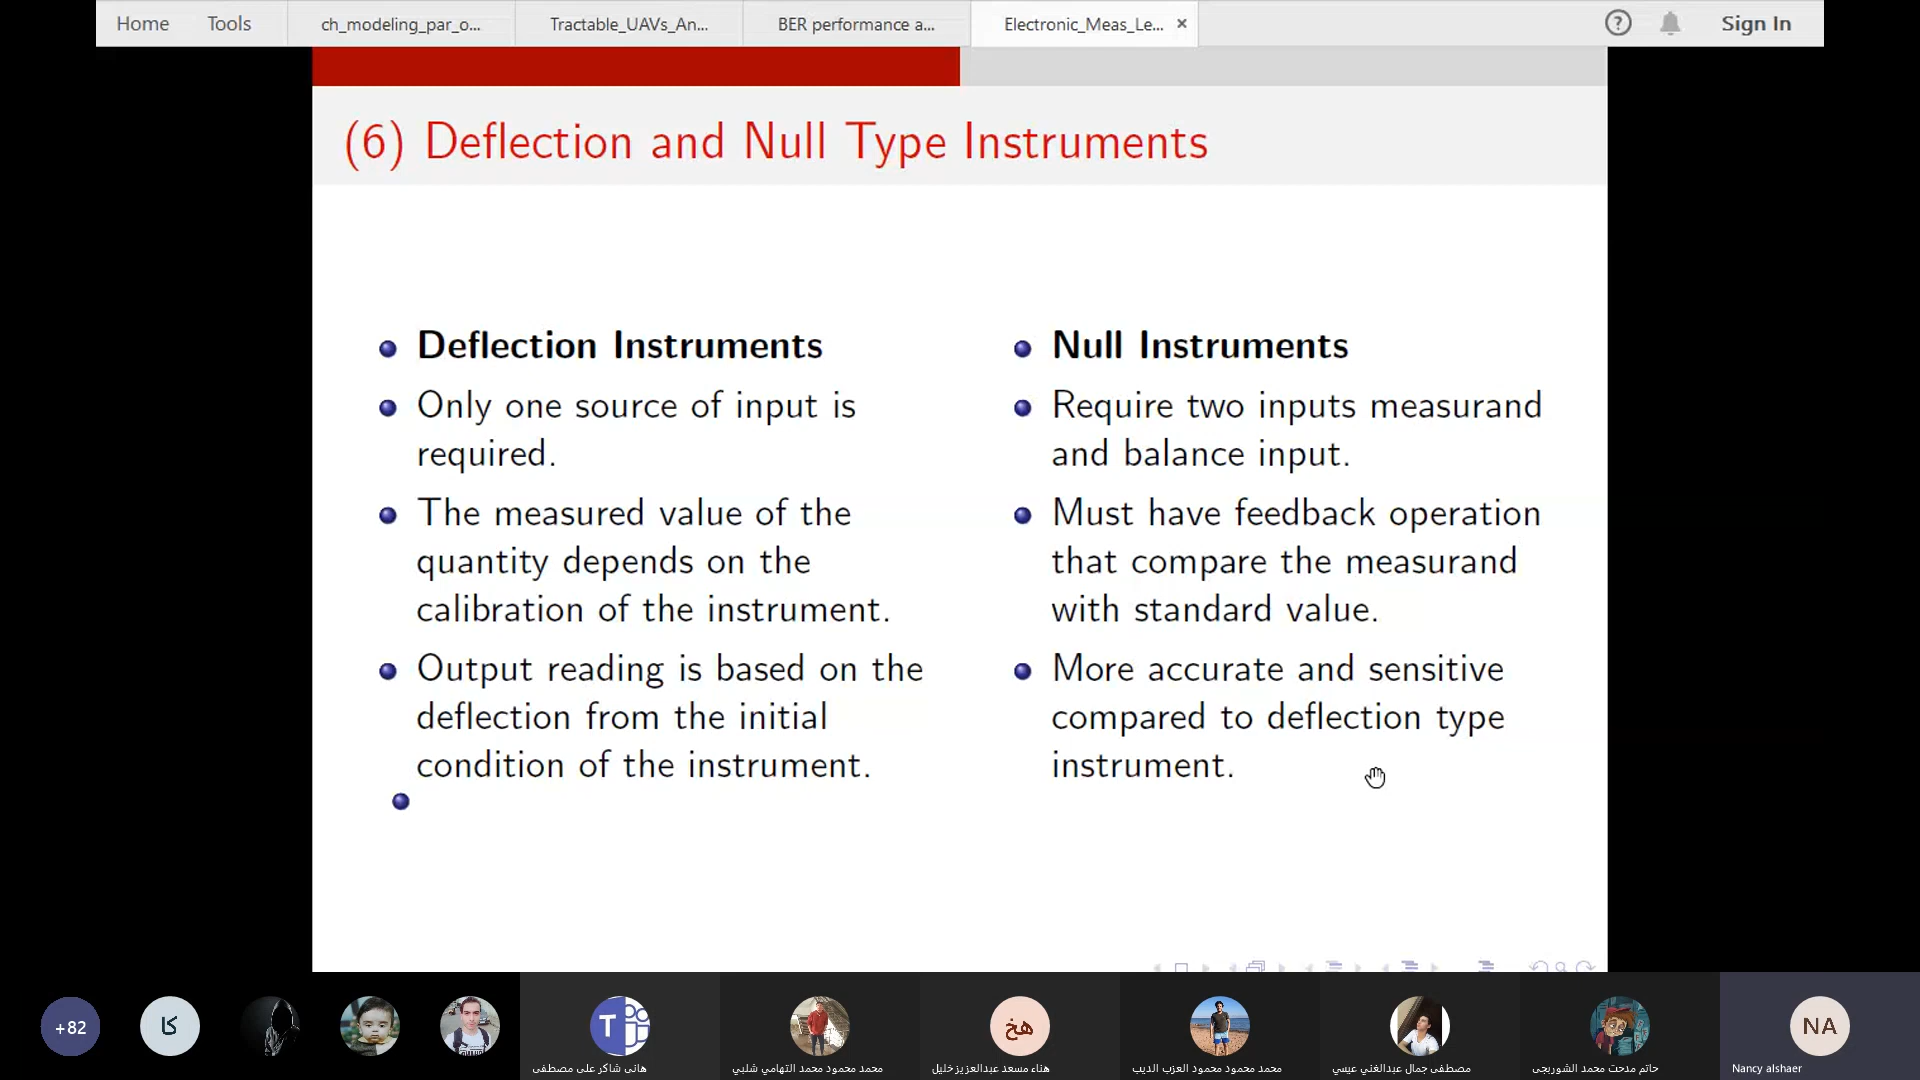 Home Tools ch_modeling_par_o... Tractable_UAVs_An... BER performance a... Electronic_Meas_Le... × ? Sign In
(6) Deflection and Null Type Instruments
Deflection Instruments
Only one source of input is
required.
The measured value of the
quantity depends on the
calibration of the instrument.
Output reading is based on the
deflection from the initial
condition of the instrument.
Null Instruments
Require two inputs measurand
and balance input.
Must have feedback operation
that compare the measurand
with standard value.
More accurate and sensitive
compared to deflection type
instrument.
+82
كا
T
هخ
NA
هانى شاكر على مصطفى
محمد محمود محمد التهامي شلبي
هناء مسعد عبدالعزيز خليل
محمد محمود محمود العزب الديب
مصطفى جمال عبدالغني عيسي
حاتم مدحت محمد الشوربجى
Nancy alshaer